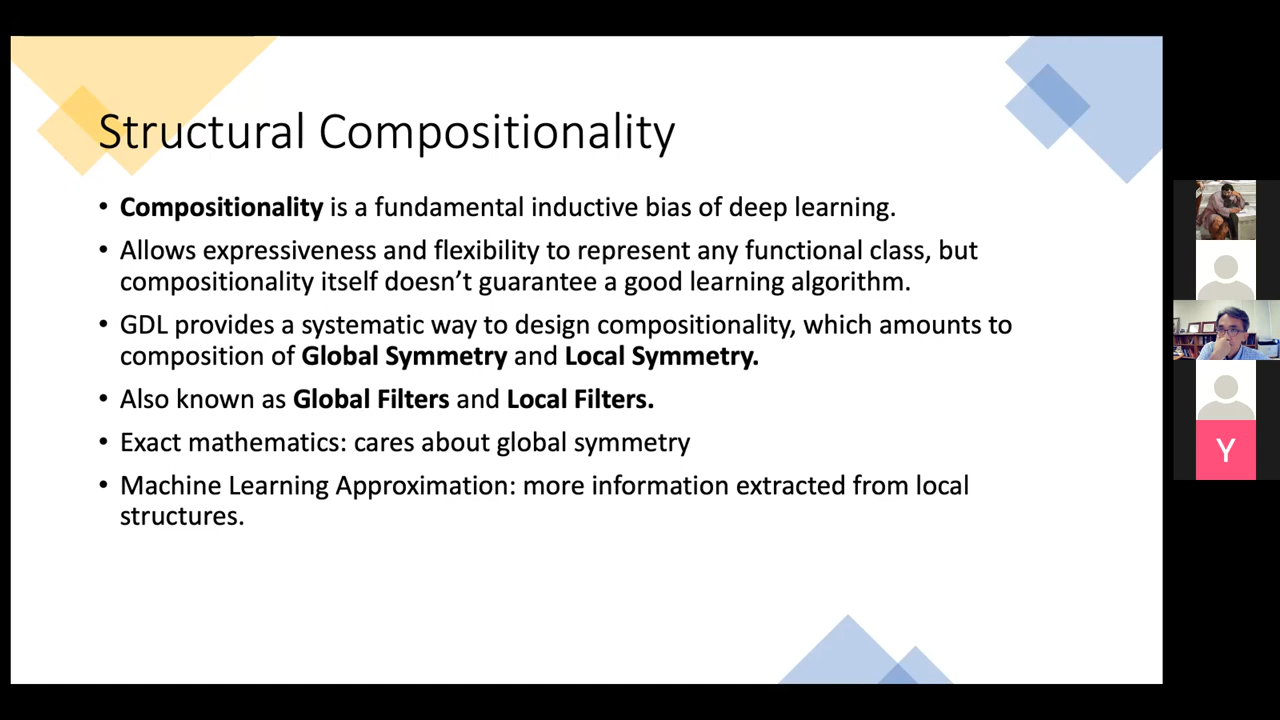 Structural Compositionality
• Compositionality is a fundamental inductive bias of deep learning.
• Allows expressiveness and flexibility to represent any functional class, but
compositionality itself doesn’t guarantee a good learning algorithm.
• GDL provides a systematic way to design compositionality, which amounts to
composition of Global Symmetry and Local Symmetry.
• Also known as Global Filters and Local Filters.
• Exact mathematics: cares about global symmetry
• Machine Learning Approximation: more information extracted from local
structures.
Y